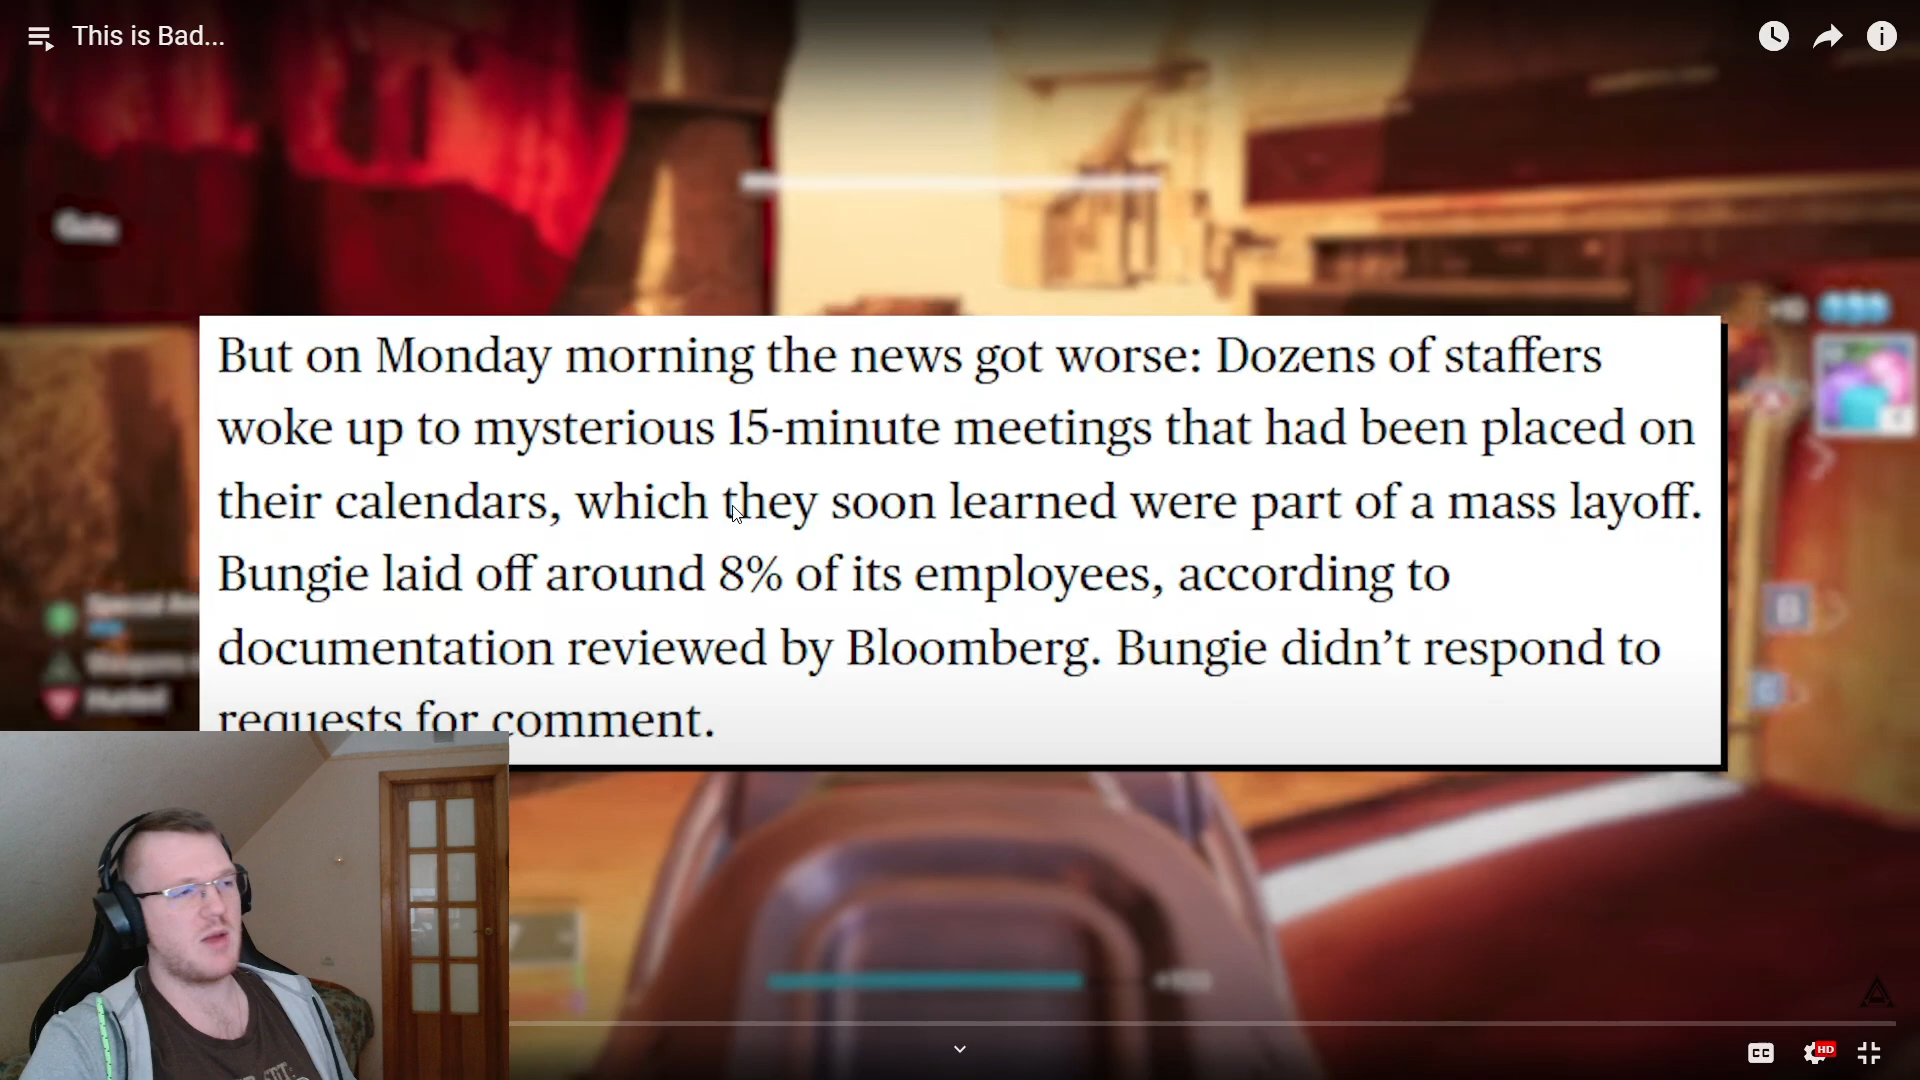 This is Bad...
Gate
But on Monday morning the news got worse: Dozens of staffers
woke up to mysterious 15-minute meetings that had been placed on
their calendars, which they soon learned were part of a mass layoff.
Bungie laid off around 8% of its employees, according to
documentation reviewed by Bloomberg. Bungie didn't respond to
requests for comment.
B
C
CC
HD